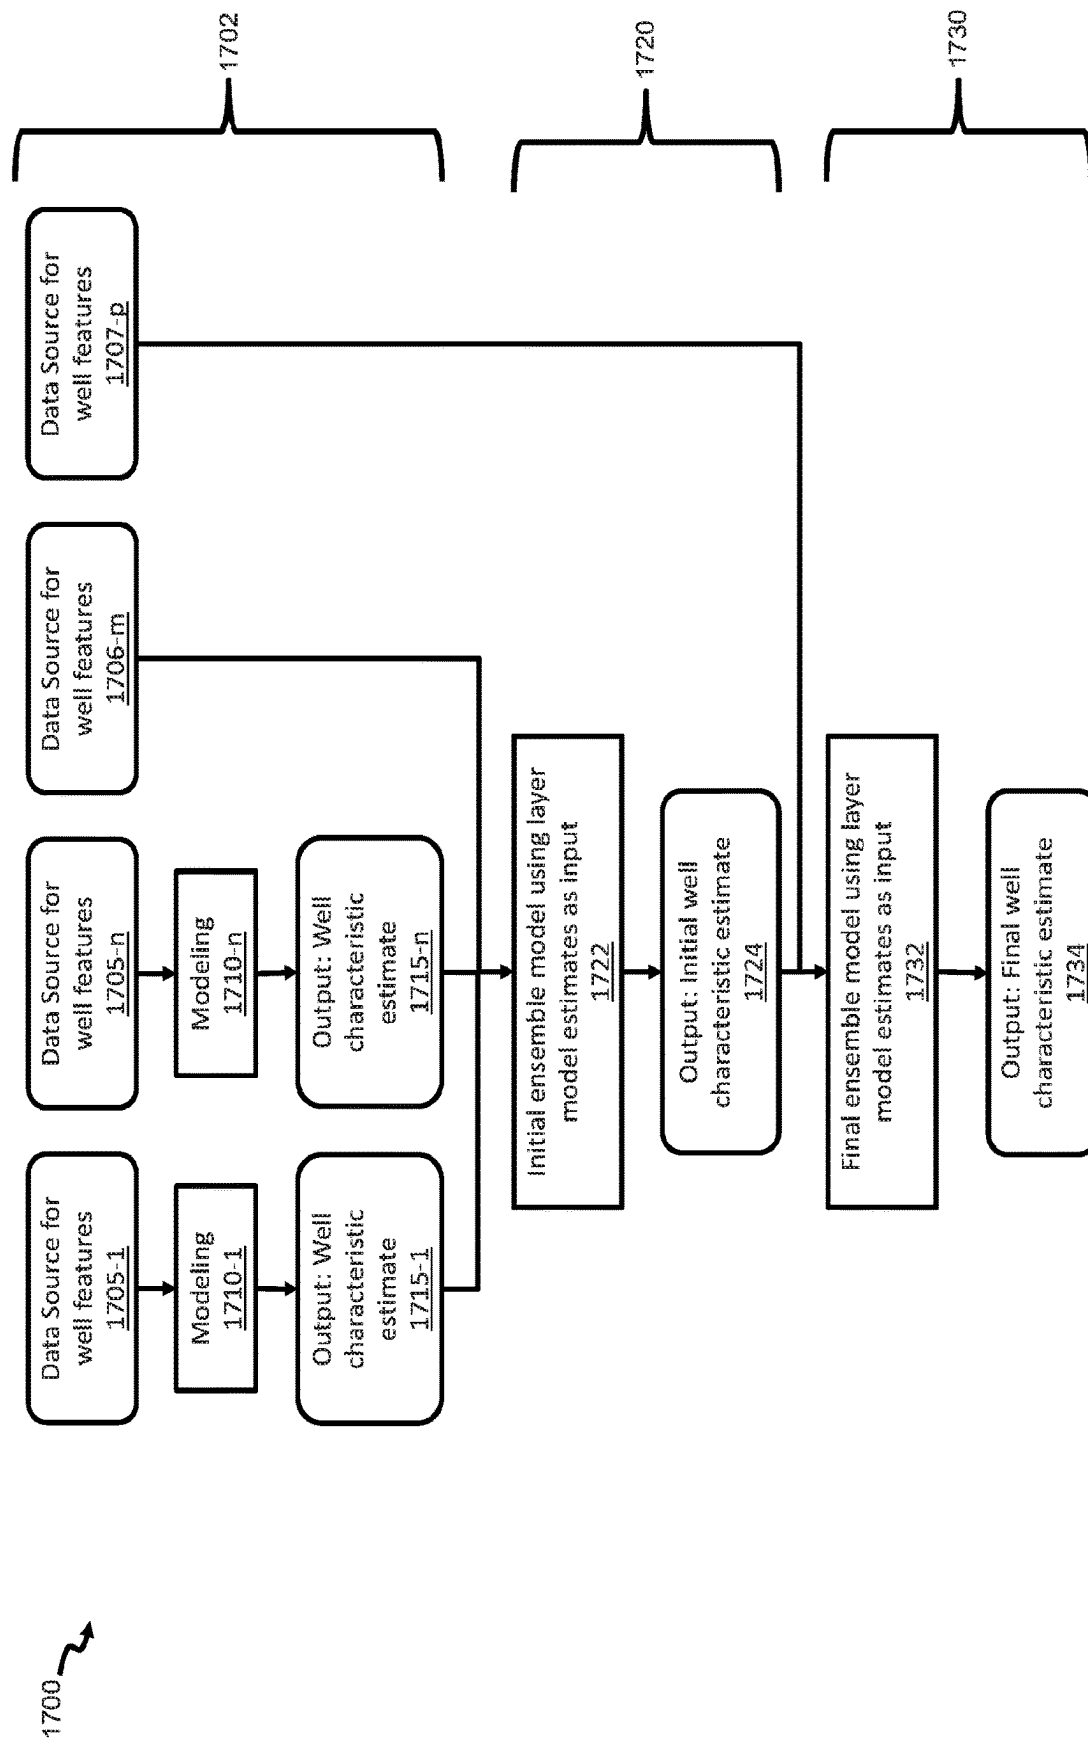 1700
Data Source for
well features
1705-1
Modeling
1710-1
Output: Well
characteristic
estimate
1715-1
Data Source for
well features
1705-n
Modeling
1710-n
Output: Well
characteristic
estimate
1715-n
Data Source for
well features
1706-m
Data Source for
well features
1707-p
1702
Initial ensemble model using layer
model estimates as input
1722
Output: Initial well
characteristic estimate
1724
1720
Final ensemble model using layer
model estimates as input
1732
Output: Final well
characteristic estimate
1734
1730